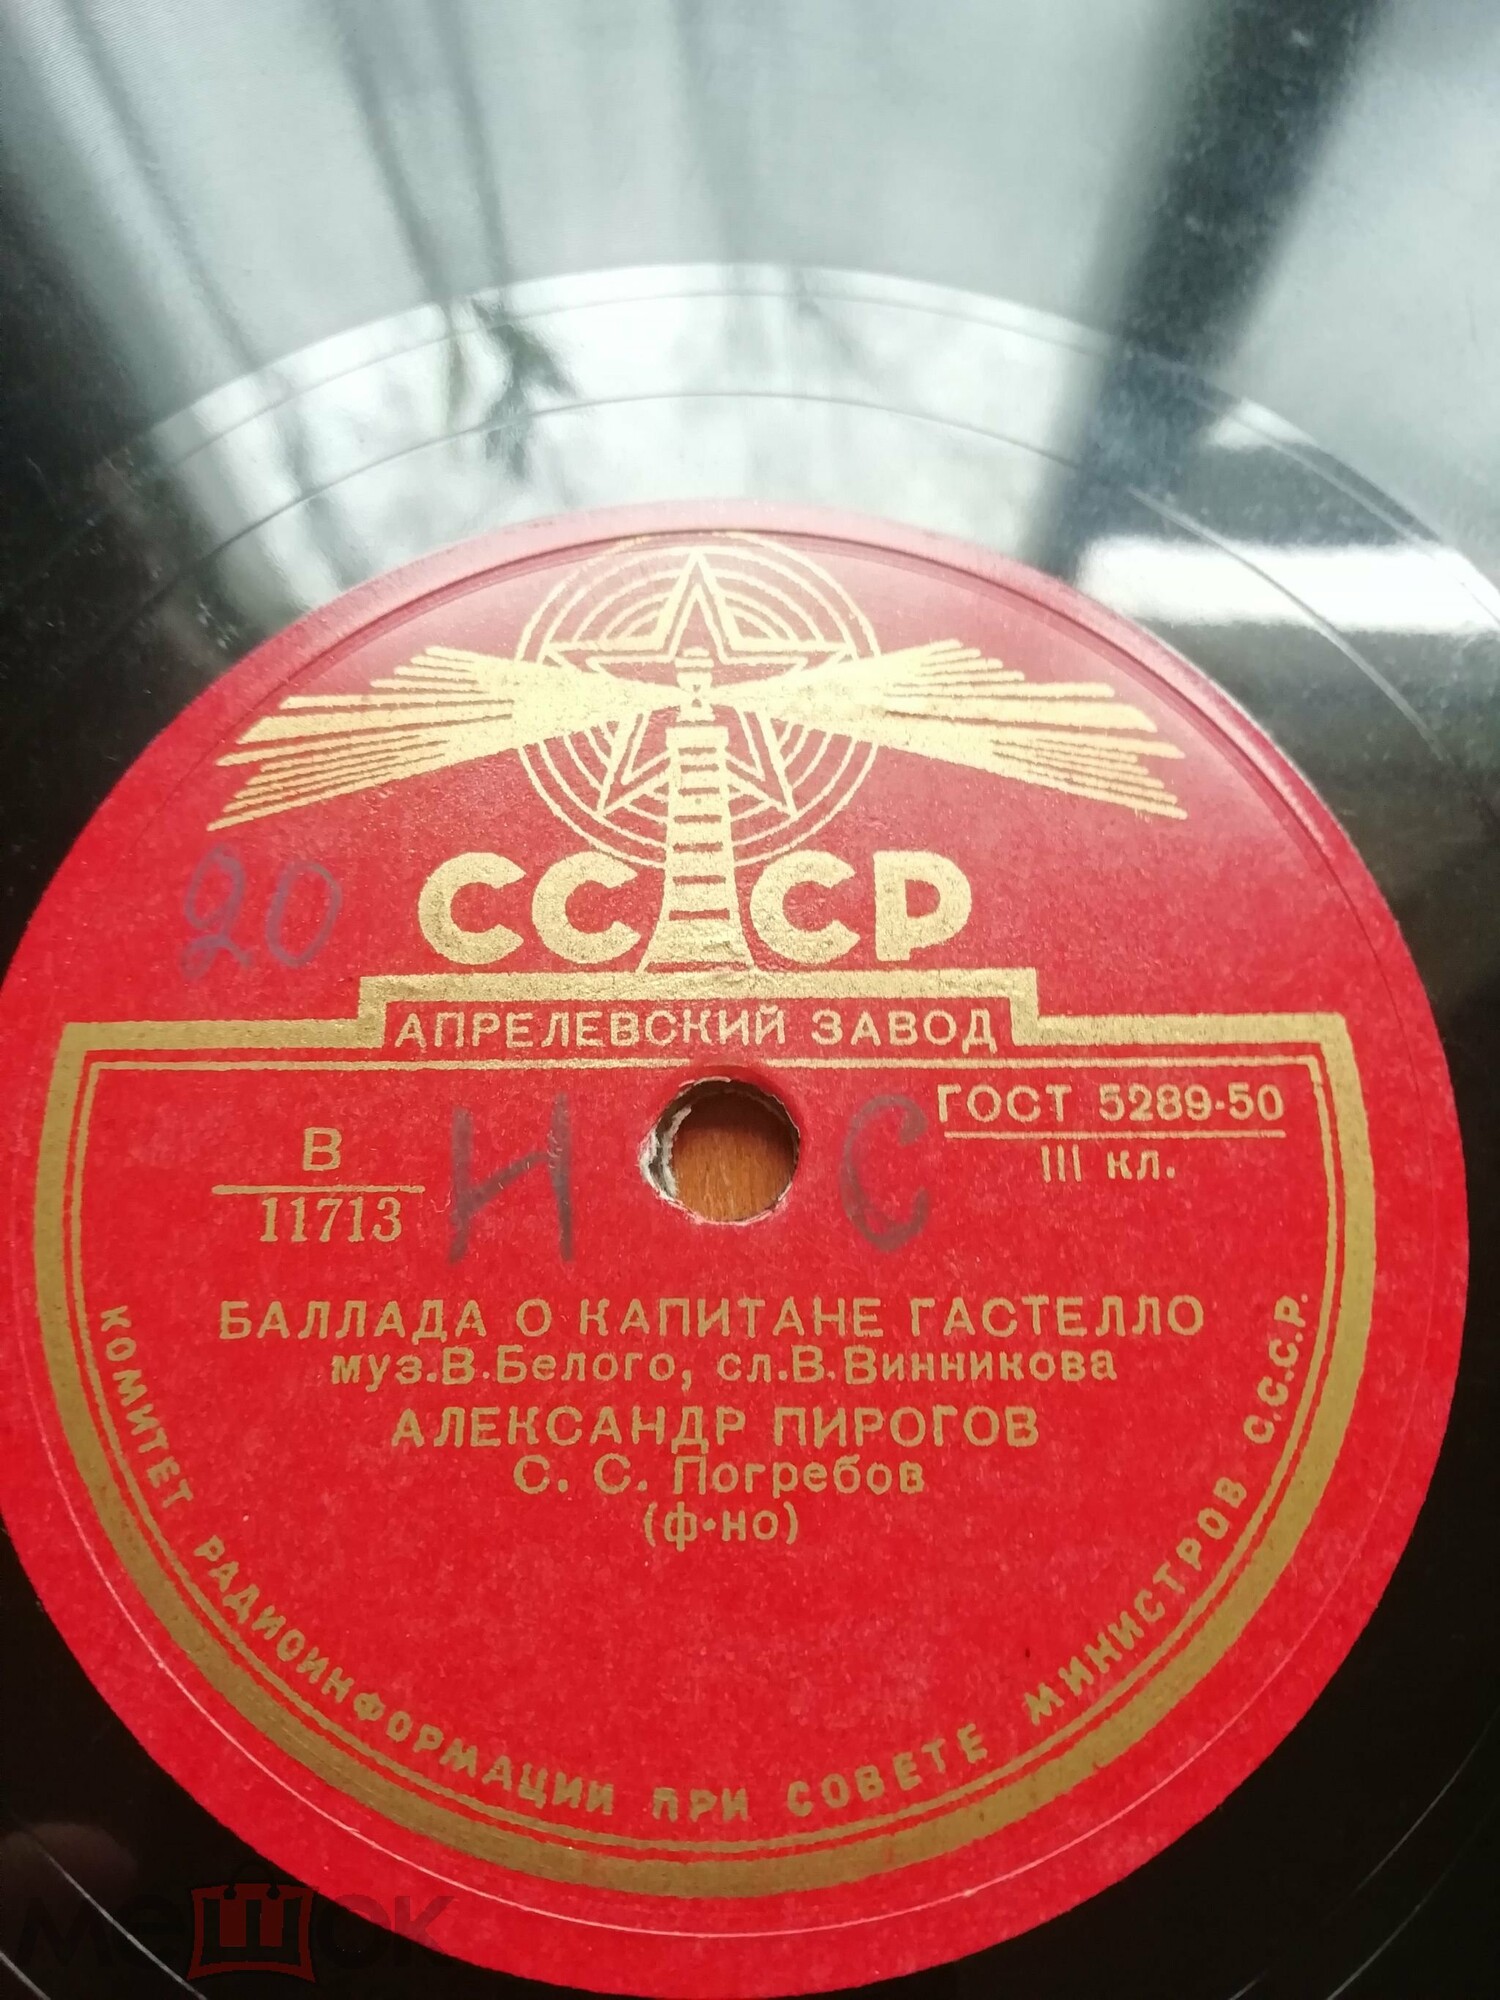 СССР
20
АПРЕЛЕВСКИЙ ЗАВОД
ГОСТ 5289-50
III кл.
В
11713
Н С
БАЛЛАДА О КАПИТАНЕ ГАСТЕЛЛО
муз.В.Белого, сл.В.Винникова
АЛЕКСАНДР ПИРОГОВ
С. С. Погребов
(ф-но)
КОМИТЕТ РАДИОИНФОРМАЦИИ ПРИ СОВЕТЕ МИНИСТРОВ С.С.С.Р.
мешок